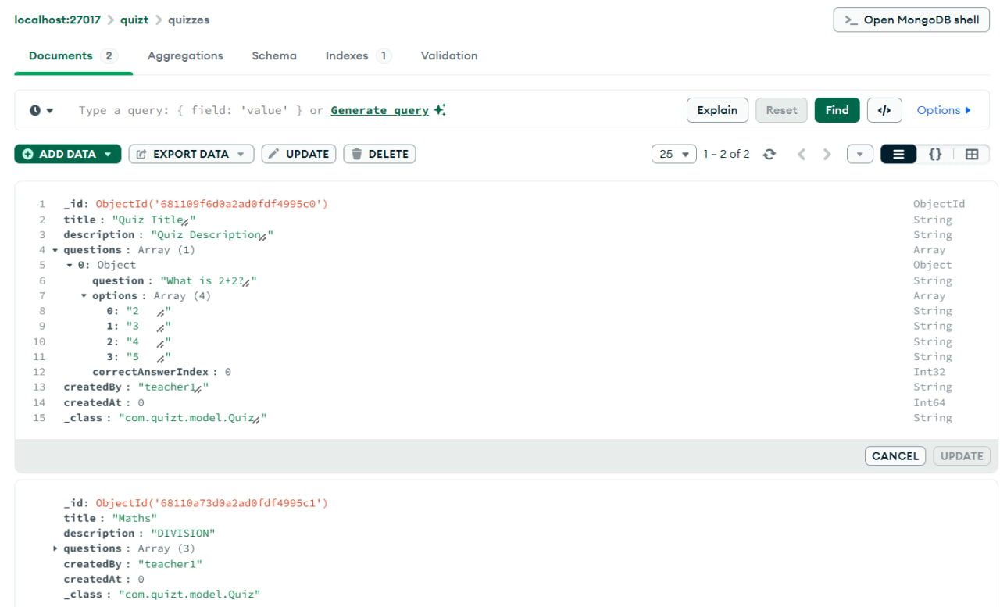 localhost:27017 > quizt > quizzes
>_ Open MongoDB shell
Documents 2 Aggregations Schema Indexes 1 Validation
Type a query: { field: 'value' } or Generate query Explain Reset Find </> Options
ADD DATA EXPORT DATA UPDATE DELETE 25 1 – 2 of 2 {}
1 _id: ObjectId('681109f6d0a2ad0fdf4995c0') ObjectId
2 title : "Quiz Title" String
3 description : "Quiz Description" String
4 questions : Array (1) Array
5 0: Object Object
6 question : "What is 2+2?" String
7 options : Array (4) Array
8 0: "2" String
9 1: "3" String
10 2: "4" String
11 3: "5" String
12 correctAnswerIndex : 0 Int32
13 createdBy : "teacher1" String
14 createdAt : 0 Int64
15 _class : "com.quizt.model.Quiz" String
CANCEL UPDATE
_id: ObjectId('68110a73d0a2ad0fdf4995c1')
title : "Maths"
description : "DIVISION"
questions : Array (3)
createdBy : "teacher1"
createdAt : 0
_class : "com.quizt.model.Quiz"